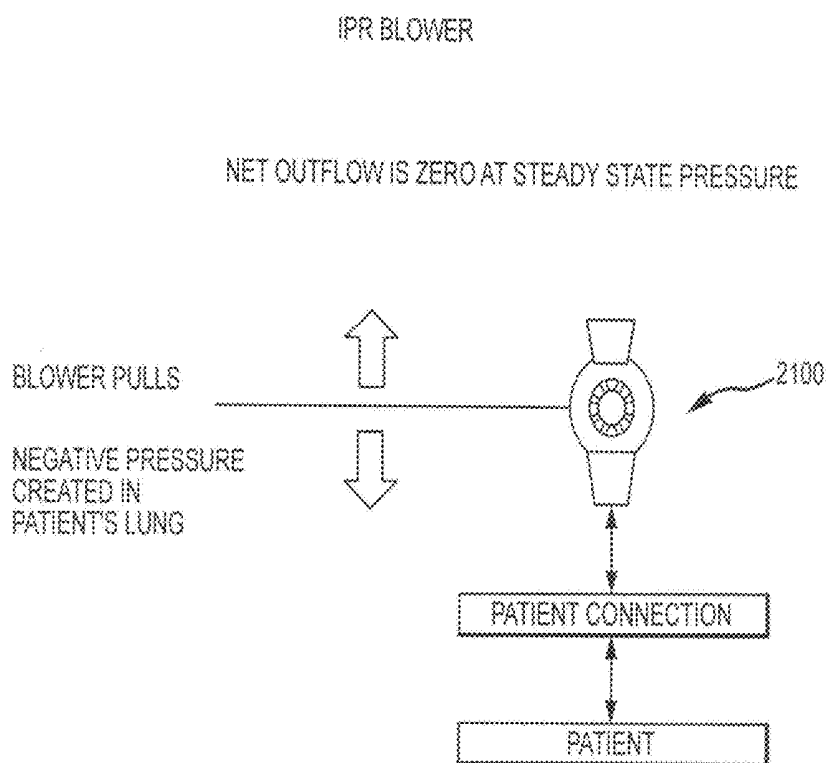 IPR BLOWER
NET OUTFLOW IS ZERO AT STEADY STATE PRESSURE
BLOWER PULLS
2100
NEGATIVE PRESSURE
CREATED IN
PATIENT'S LUNG
PATIENT CONNECTION
PATIENT